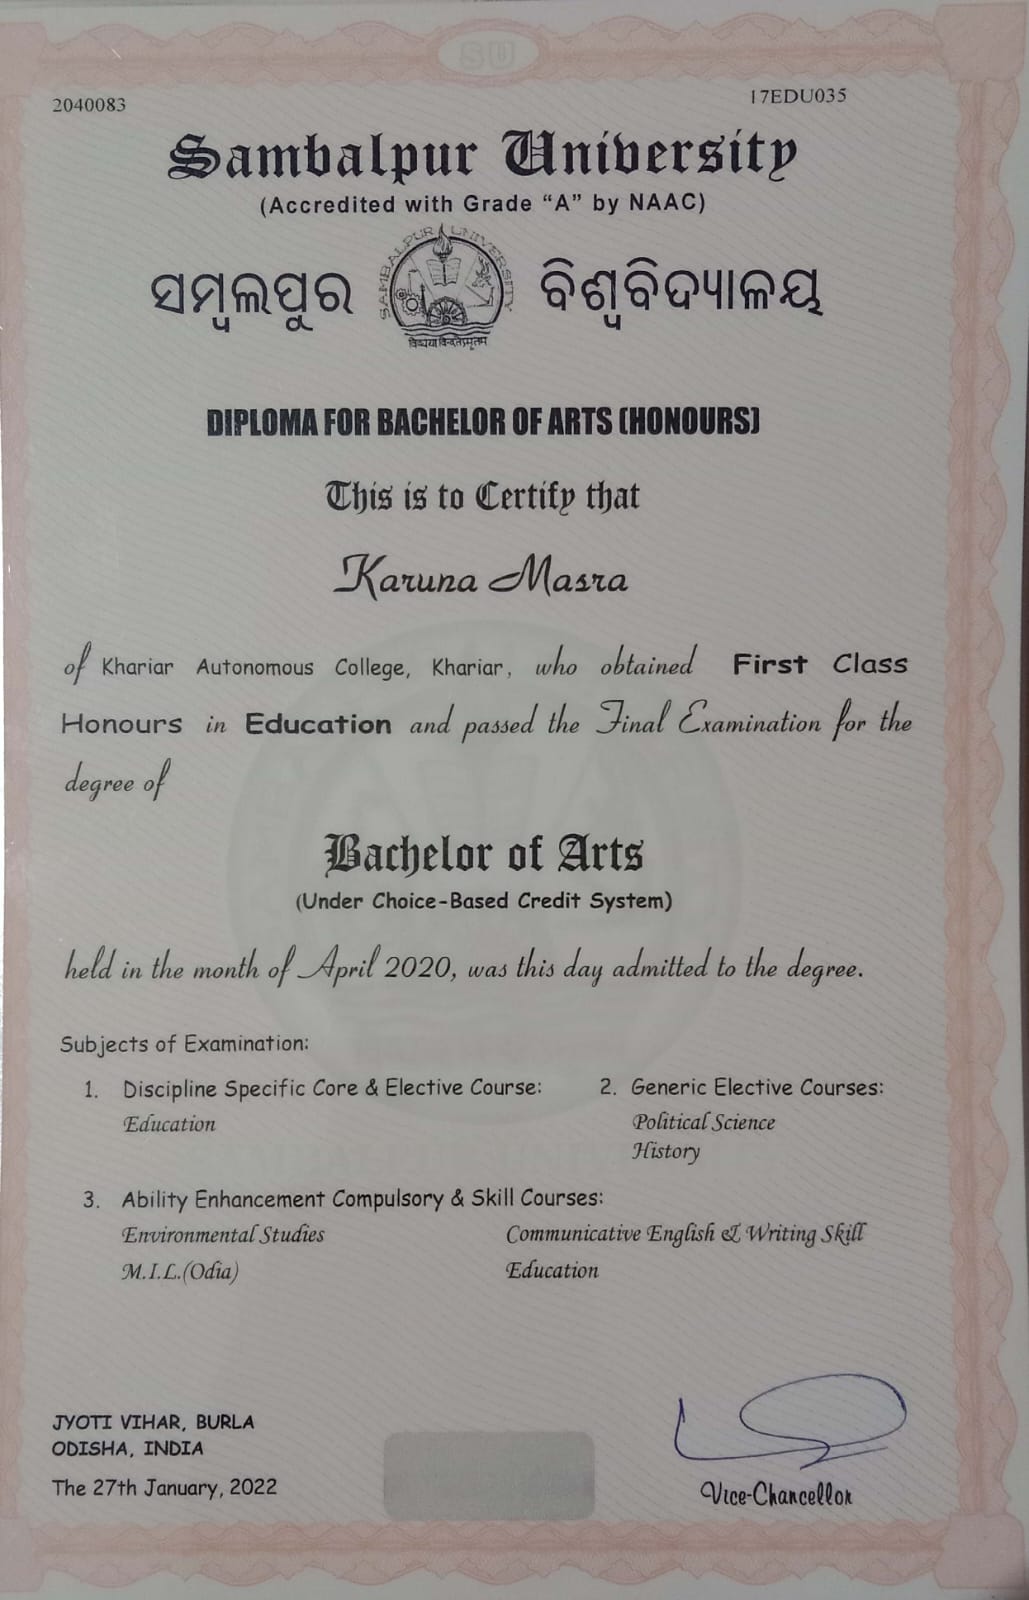 SU
2040083
17EDU035
Sambalpur University
(Accredited with Grade “A” by NAAC)
ସମ୍ବଲପୁର ବିଶ୍ୱବିଦ୍ୟାଳୟ
SAMBALPUR UNIVERSITY
DIPLOMA FOR BACHELOR OF ARTS (HONOURS)
This is to Certify that
Karuna Masra
of Khariar Autonomous College, Khariar, who obtained First Class
Honours in Education and passed the Final Examination for the
degree of
Bachelor of Arts
(Under Choice-Based Credit System)
held in the month of April 2020, was this day admitted to the degree.
Subjects of Examination:
1. Discipline Specific Core & Elective Course:
Education
2. Generic Elective Courses:
Political Science
History
3. Ability Enhancement Compulsory & Skill Courses:
Environmental Studies
Communicative English & Writing Skill
M.I.L.(Odia)
Education
JYOTI VIHAR, BURLA
ODISHA, INDIA
The 27th January, 2022
Vice-Chancellor